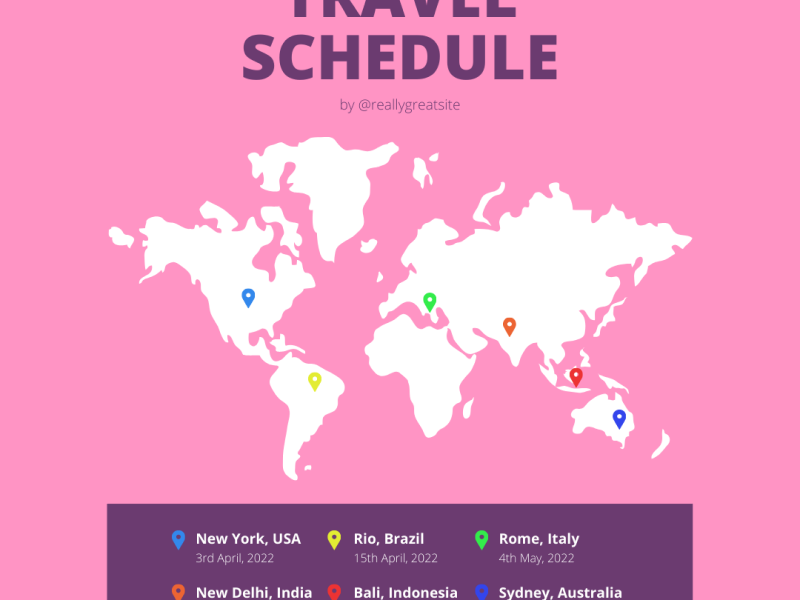 TRAVEL
SCHEDULE
by @reallygreatsite
New York, USA
3rd April, 2022
Rio, Brazil
15th April, 2022
Rome, Italy
4th May, 2022
New Delhi, India
Bali, Indonesia
Sydney, Australia